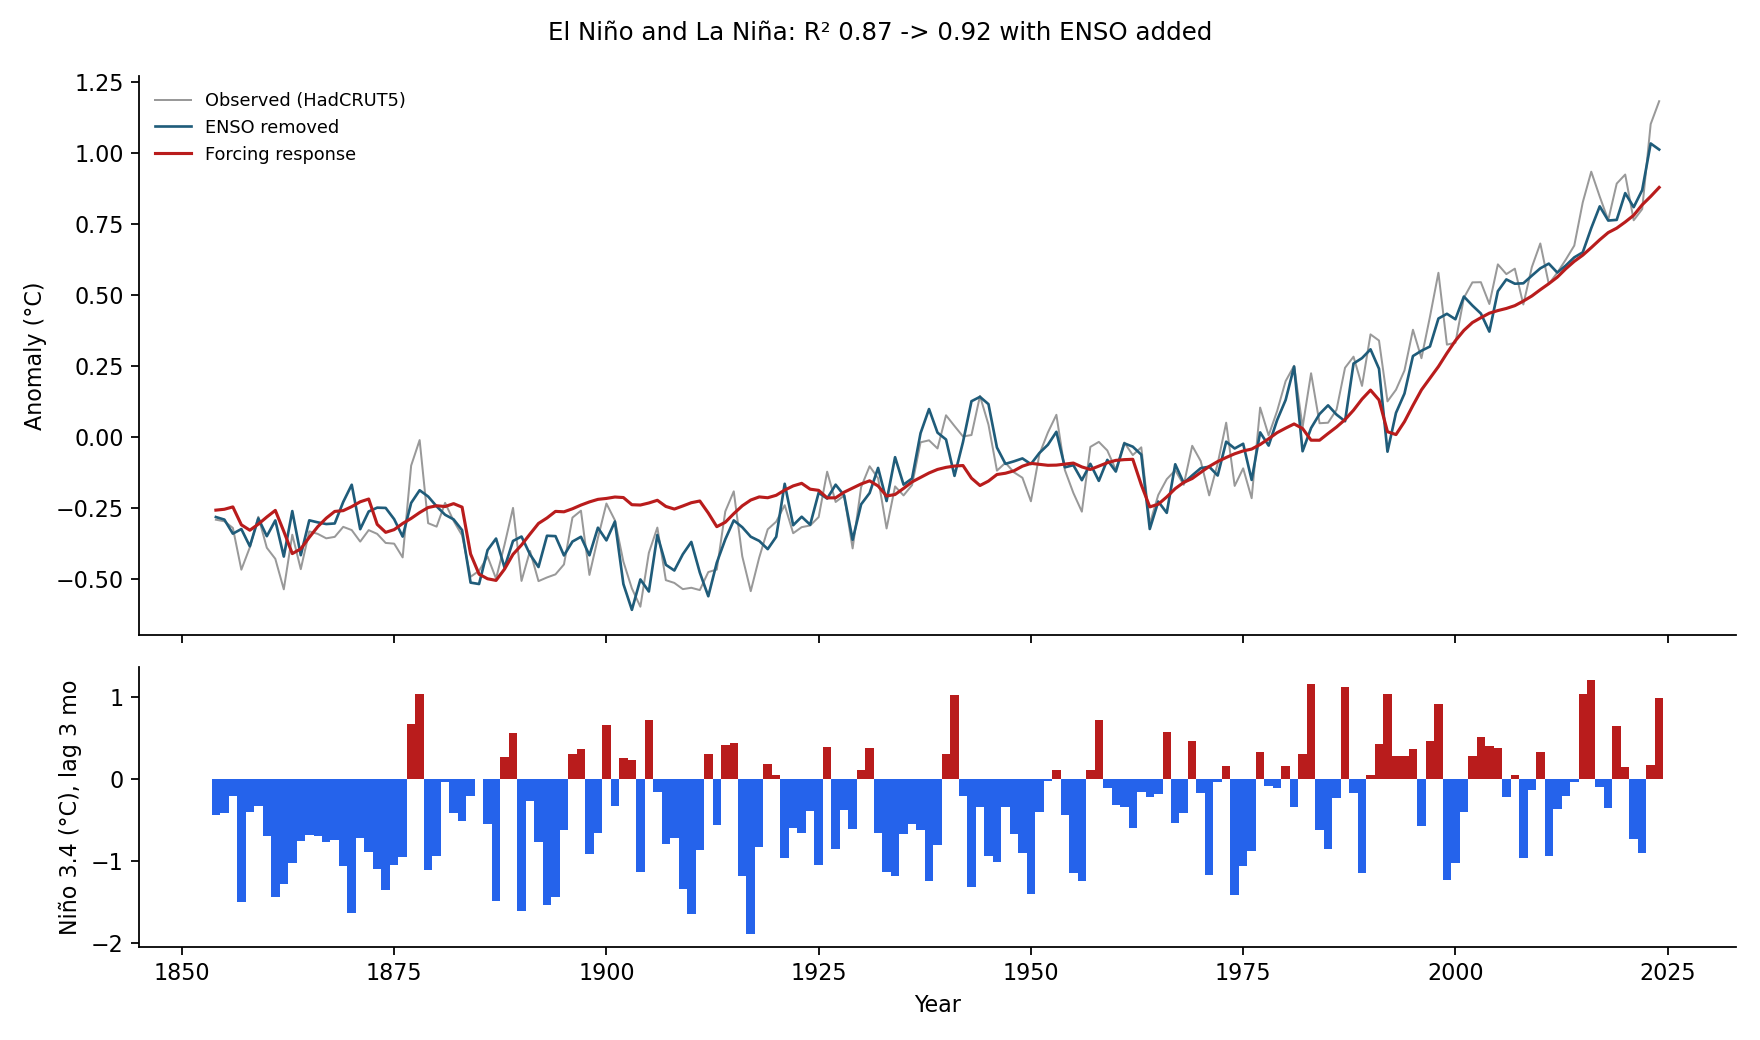 El Niño and La Niña: R² 0.87 -> 0.92 with ENSO added
1.25
1.00
0.75
0.50
0.25
0.00
−0.25
−0.50
Anomaly (°C)
Observed (HadCRUT5)
ENSO removed
Forcing response
1
0
−1
−2
Niño 3.4 (°C), lag 3 mo
1850
1875
1900
1925
1950
1975
2000
2025
Year